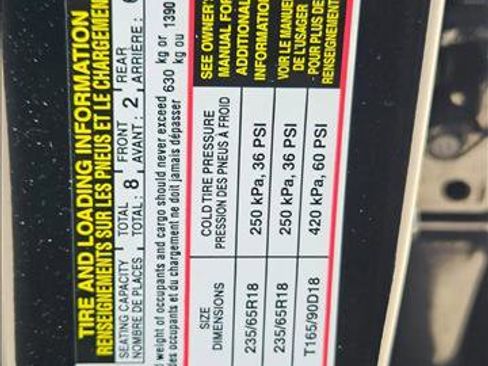 TIRE AND LOADING INFORMATION
RENSEIGNEMENTS SUR LES PNEUS ET LE CHARGEMENT
SEATING CAPACITY TOTAL : 8 FRONT : 2 REAR :
NOMBRE DE PLACES TOTAL : AVANT : ARRIÈRE :
weight of occupants and cargo should never exceed 630 kg or 1390
des occupants et du chargement ne doit jamais dépasser kg ou
SIZE
DIMENSIONS
COLD TIRE PRESSURE
PRESSION DES PNEUS À FROID
235/65R18 250 kPa, 36 PSI
235/65R18 250 kPa, 36 PSI
T165/90D18 420 kPa, 60 PSI
SEE OWNER'S
MANUAL FOR
ADDITIONAL
INFORMATION
VOIR LE MANUEL
DE L'USAGER
POUR PLUS DE
RENSEIGNEMENTS